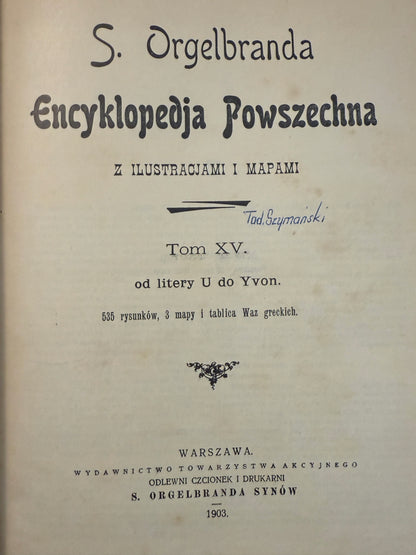 S. Orgelbranda
Encyklopedja Powszechna
Z ILUSTRACJAMI I MAPAMI
Tad. Szymański
Tom XV.
od litery U do Yvon.
535 rysunków, 3 mapy i tablica Waz greckich.
WARSZAWA.
WYDAWNICTWO TOWARZYSTWA AKCYJNEGO
ODLEWNI CZCIONEK I DRUKARNI
S. ORGELBRANDA SYNÓW
1903.